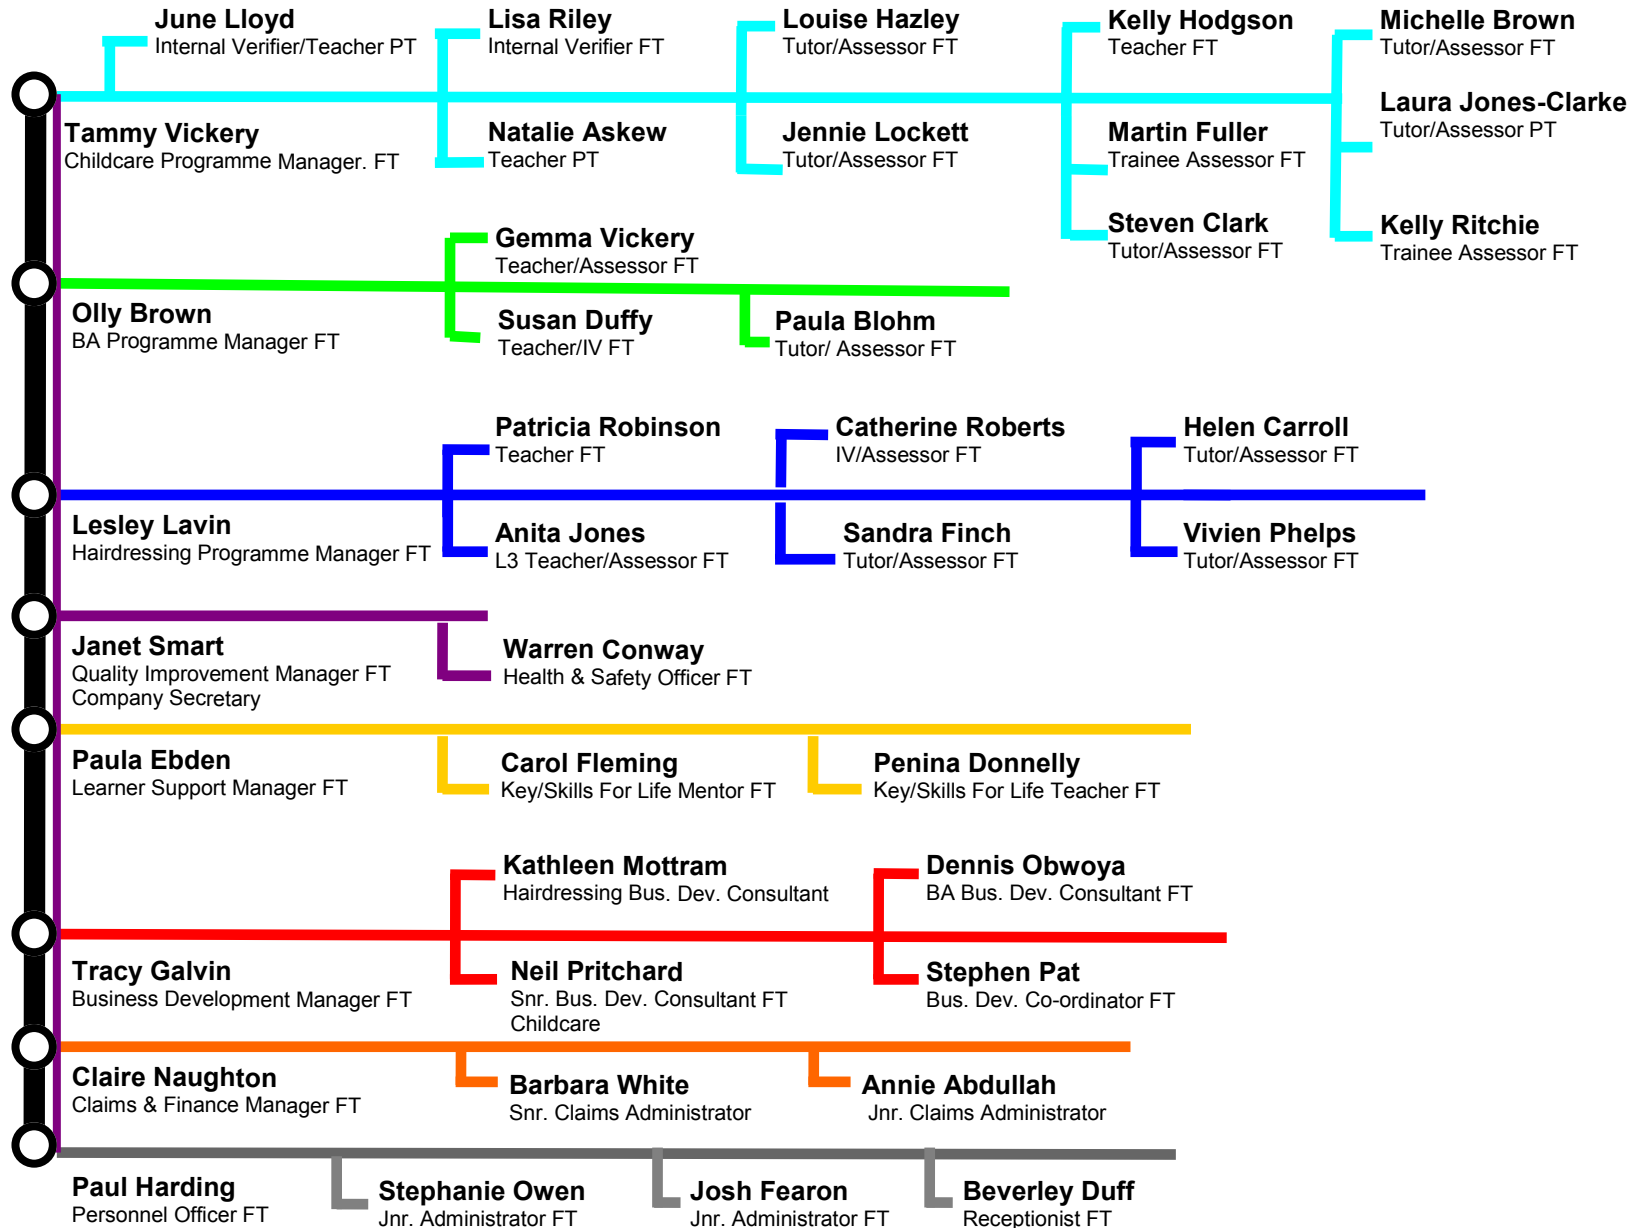 June Lloyd
Internal Verifier/Teacher PT
Lisa Riley
Internal Verifier FT
Louise Hazley
Tutor/Assessor FT
Kelly Hodgson
Teacher FT
Michelle Brown
Tutor/Assessor FT
Tammy Vickery
Childcare Programme Manager. FT
Natalie Askew
Teacher PT
Jennie Lockett
Tutor/Assessor FT
Martin Fuller
Trainee Assessor FT
Laura Jones-Clarke
Tutor/Assessor PT
Steven Clark
Tutor/Assessor FT
Kelly Ritchie
Trainee Assessor FT
Gemma Vickery
Teacher/Assessor FT
Olly Brown
BA Programme Manager FT
Susan Duffy
Teacher/IV FT
Paula Blohm
Tutor/ Assessor FT
Patricia Robinson
Teacher FT
Catherine Roberts
IV/Assessor FT
Helen Carroll
Tutor/Assessor FT
Lesley Lavin
Hairdressing Programme Manager FT
Anita Jones
L3 Teacher/Assessor FT
Sandra Finch
Tutor/Assessor FT
Vivien Phelps
Tutor/Assessor FT
Janet Smart
Quality Improvement Manager FT
Company Secretary
Warren Conway
Health & Safety Officer FT
Paula Ebden
Learner Support Manager FT
Carol Fleming
Key/Skills For Life Mentor FT
Penina Donnelly
Key/Skills For Life Teacher FT
Kathleen Mottram
Hairdressing Bus. Dev. Consultant
Dennis Obwoya
BA Bus. Dev. Consultant FT
Tracy Galvin
Business Development Manager FT
Neil Pritchard
Snr. Bus. Dev. Consultant FT
Childcare
Stephen Pat
Bus. Dev. Co-ordinator FT
Claire Naughton
Claims & Finance Manager FT
Barbara White
Snr. Claims Administrator
Annie Abdullah
Jnr. Claims Administrator
Paul Harding
Personnel Officer FT
Stephanie Owen
Jnr. Administrator FT
Josh Fearon
Jnr. Administrator FT
Beverley Duff
Receptionist FT